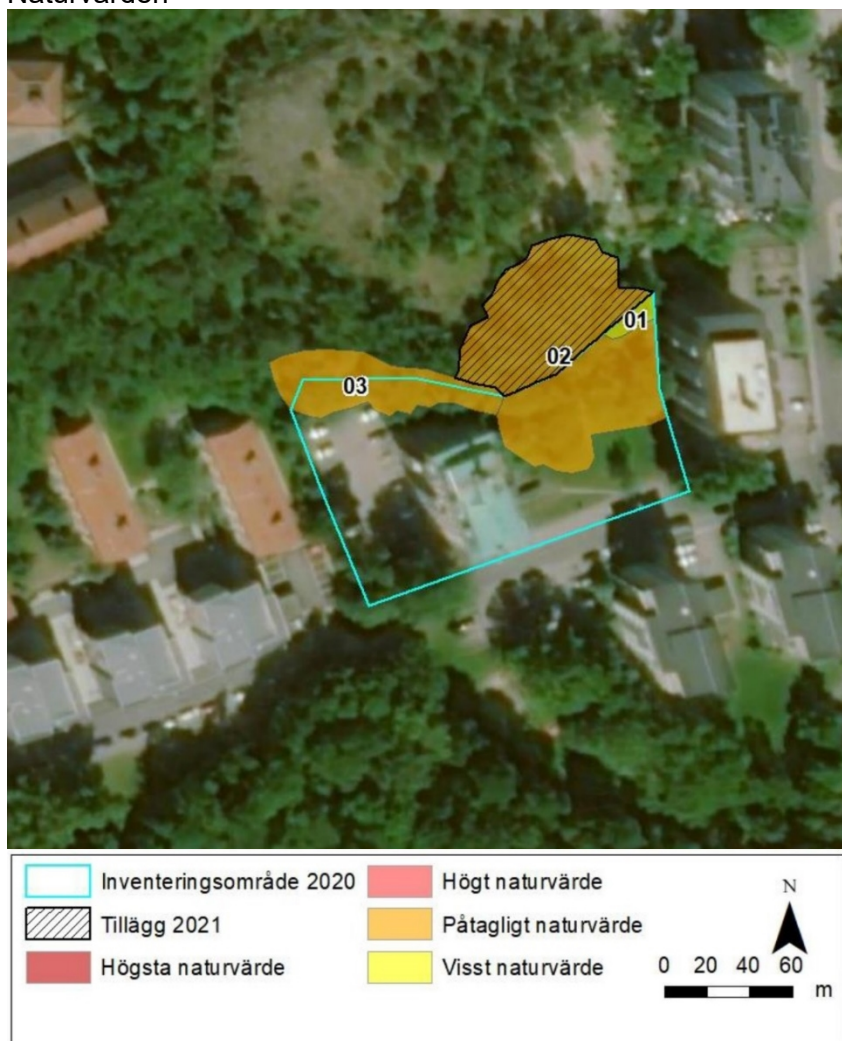 Naturvärden
01
02
03
Inventeringsområde 2020
Högt naturvärde
N
Tillägg 2021
Påtagligt naturvärde
Högsta naturvärde
Visst naturvärde
0 20 40 60
m